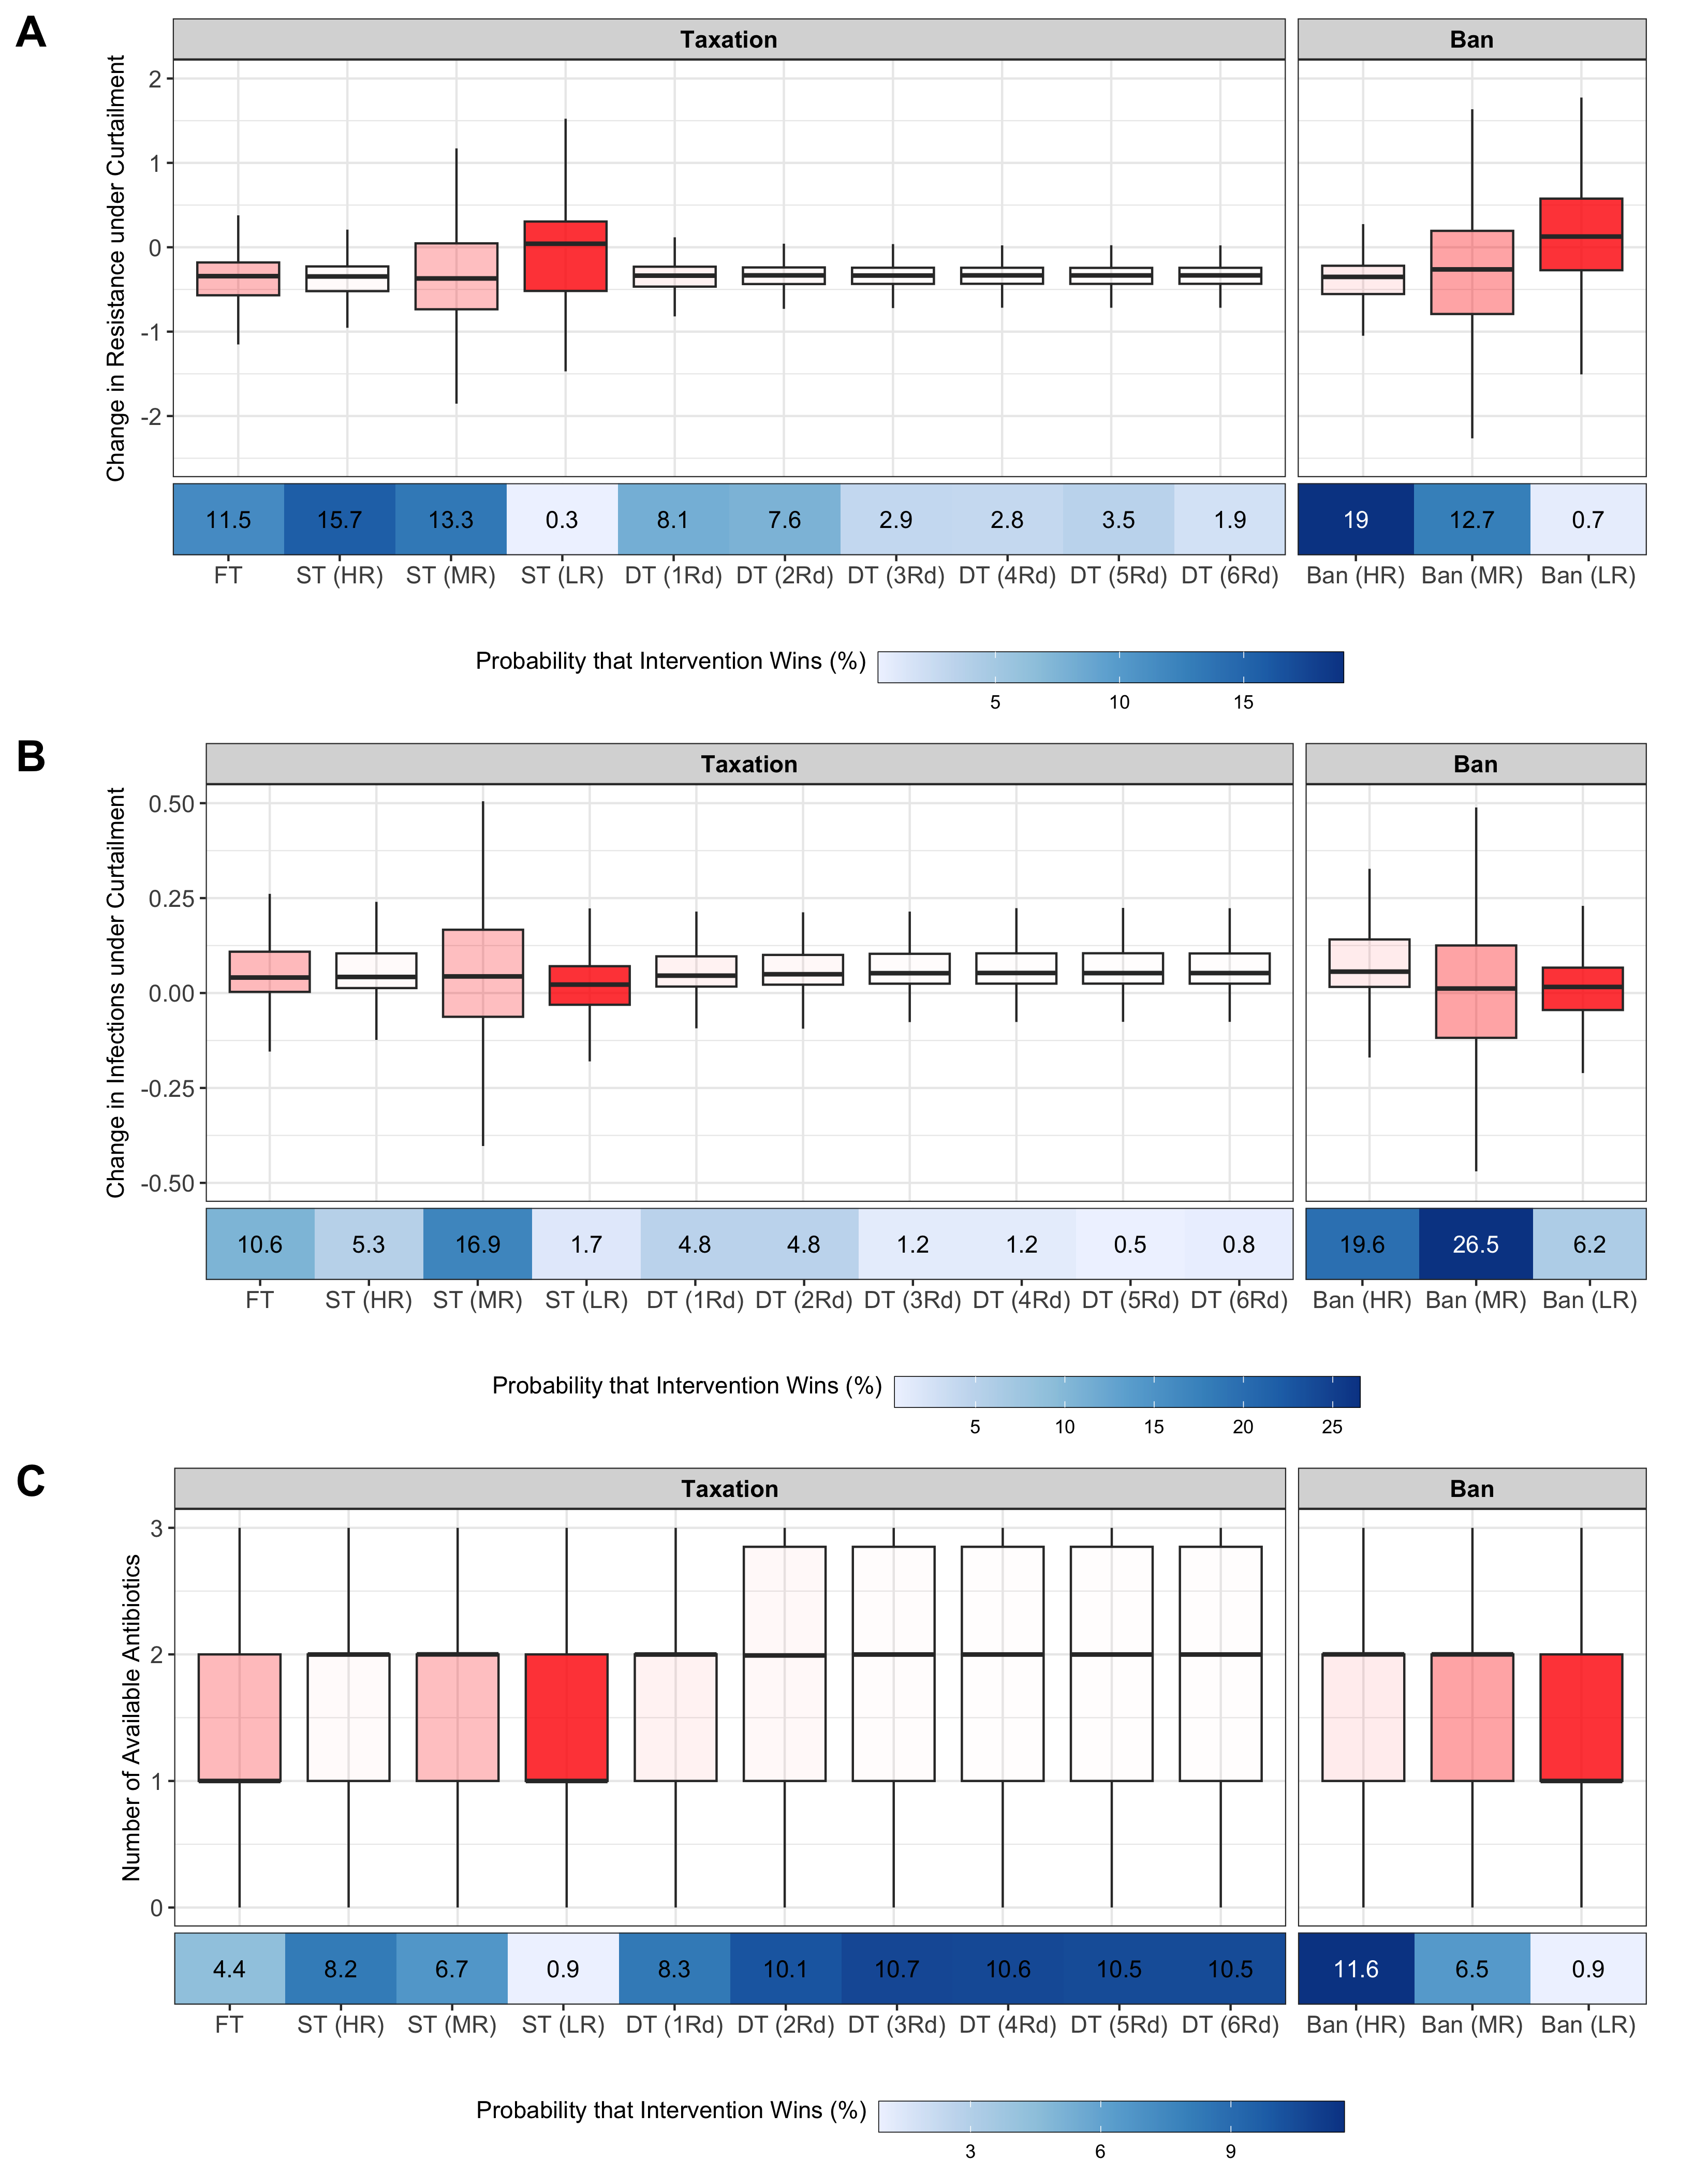 A
Taxation Ban
Change in Resistance under Curtailment
2
1
0
-1
-2
11.5 15.7 13.3 0.3 8.1 7.6 2.9 2.8 3.5 1.9 19 12.7 0.7
FT ST (HR) ST (MR) ST (LR) DT (1Rd) DT (2Rd) DT (3Rd) DT (4Rd) DT (5Rd) DT (6Rd) Ban (HR) Ban (MR) Ban (LR)
Probability that Intervention Wins (%)
5 10 15
B
Taxation Ban
Change in Infections under Curtailment
0.50
0.25
0.00
-0.25
-0.50
10.6 5.3 16.9 1.7 4.8 4.8 1.2 1.2 0.5 0.8 19.6 26.5 6.2
FT ST (HR) ST (MR) ST (LR) DT (1Rd) DT (2Rd) DT (3Rd) DT (4Rd) DT (5Rd) DT (6Rd) Ban (HR) Ban (MR) Ban (LR)
Probability that Intervention Wins (%)
5 10 15 20 25
C
Taxation Ban
Number of Available Antibiotics
3
2
1
0
4.4 8.2 6.7 0.9 8.3 10.1 10.7 10.6 10.5 10.5 11.6 6.5 0.9
FT ST (HR) ST (MR) ST (LR) DT (1Rd) DT (2Rd) DT (3Rd) DT (4Rd) DT (5Rd) DT (6Rd) Ban (HR) Ban (MR) Ban (LR)
Probability that Intervention Wins (%)
3 6 9